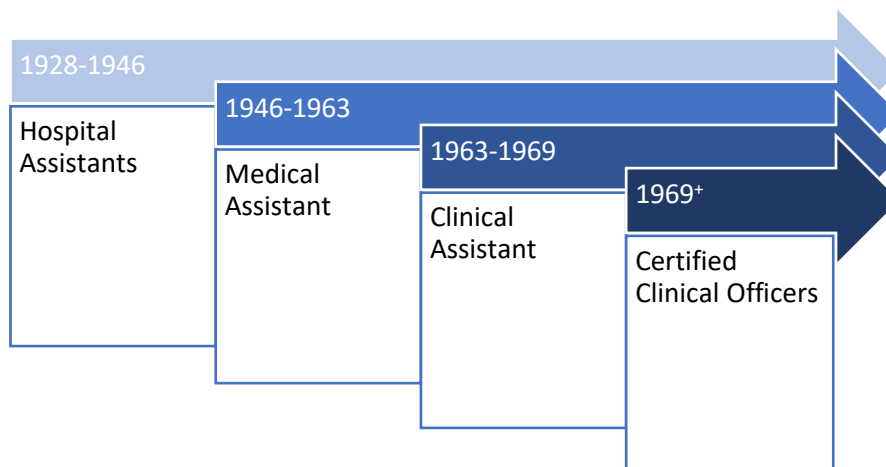 1928-1946
Hospital
Assistants
1946-1963
Medical
Assistant
1963-1969
Clinical
Assistant
1969⁺
Certified
Clinical Officers